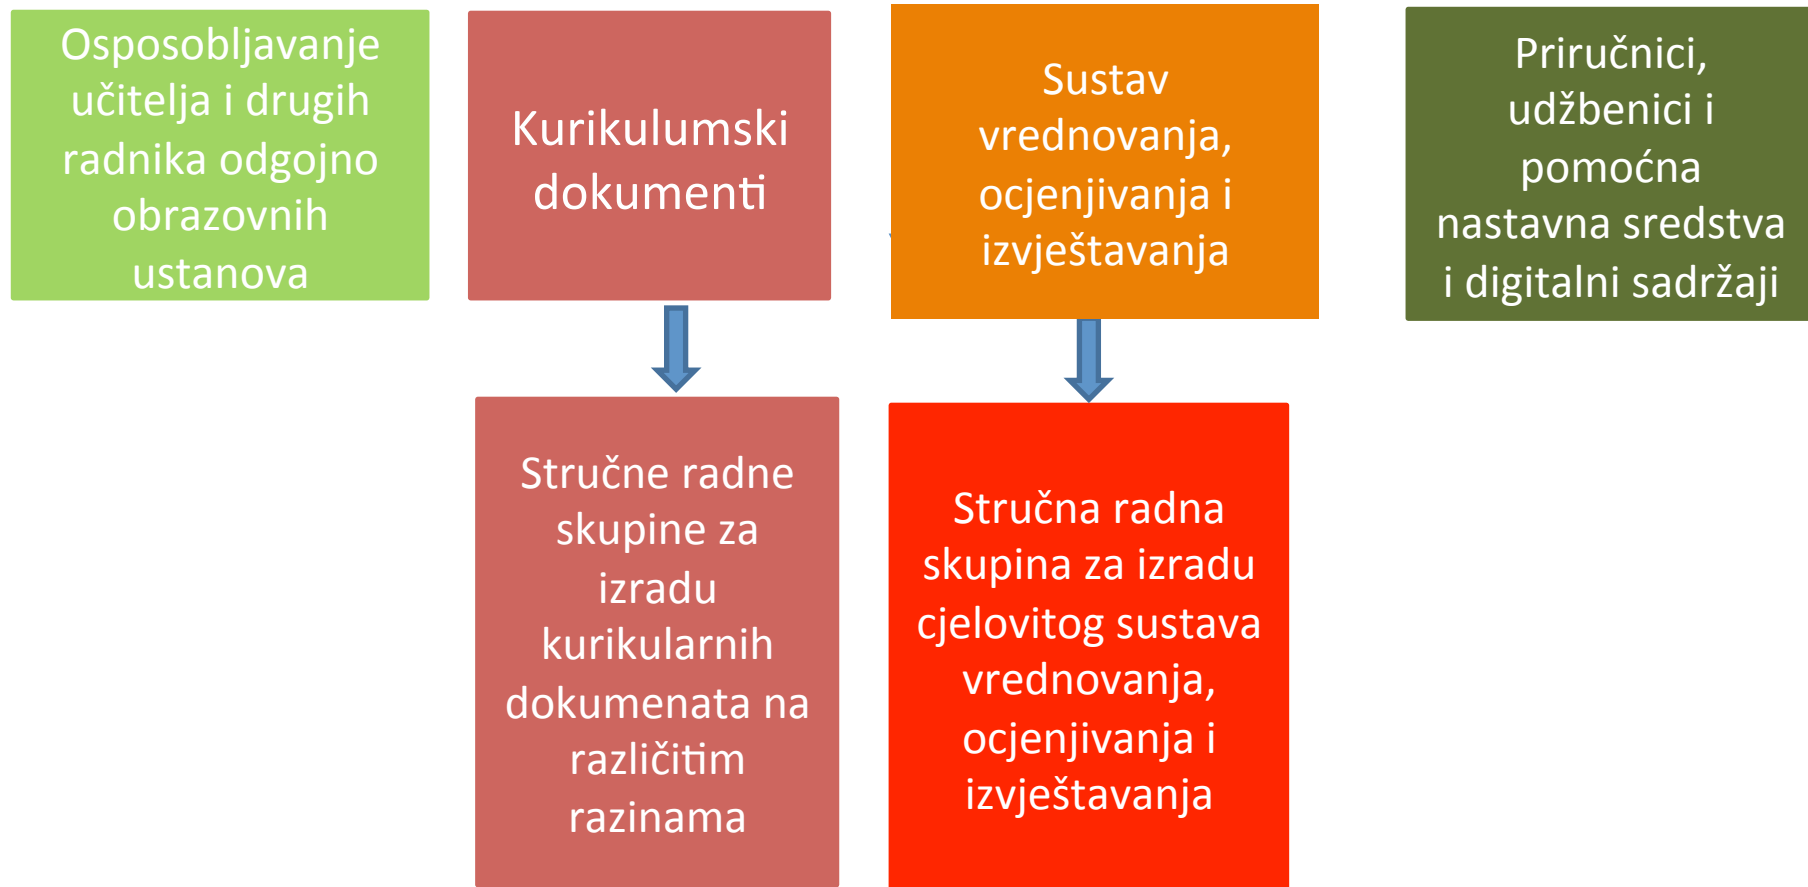 Osposobljavanje
učitelja i drugih
radnika odgojno
obrazovnih
ustanova
Kurikulumski
dokumenti
Sustav
vrednovanja,
ocjenjivanja i
izvještavanja
Priručnici,
udžbenici i
pomoćna
nastavna sredstva
i digitalni sadržaji
Stručne radne
skupine za
izradu
kurikularnih
dokumenata na
različitim
razinama
Stručna radna
skupina za izradu
cjelovitog sustava
vrednovanja,
ocjenjivanja i
izvještavanja